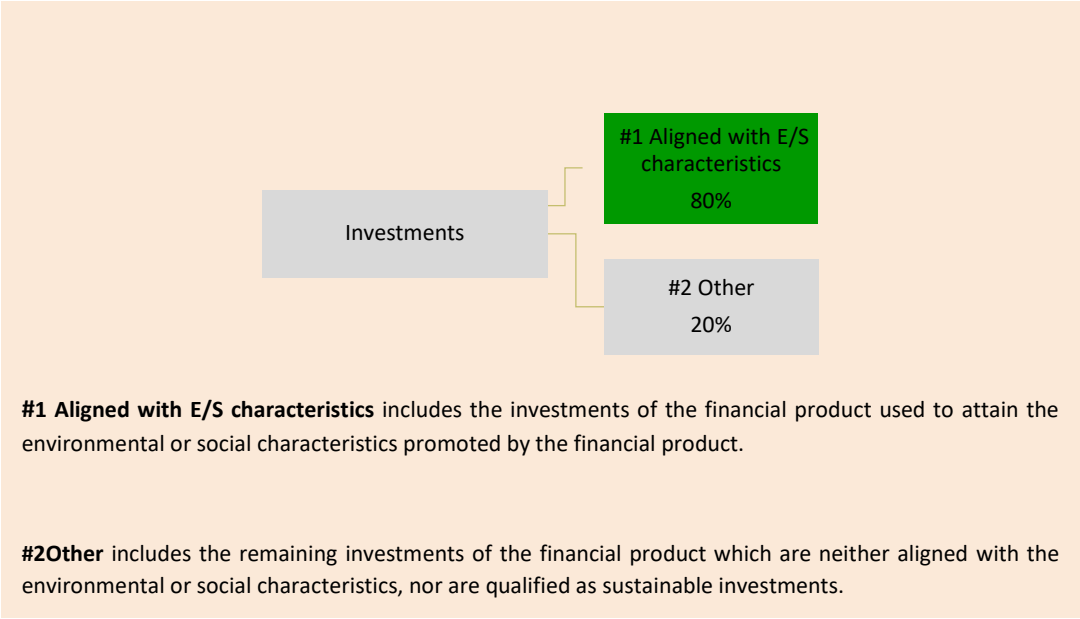 #1 Aligned with E/S
characteristics
80%
Investments
#2 Other
20%
#1 Aligned with E/S characteristics includes the investments of the financial product used to attain the
environmental or social characteristics promoted by the financial product.
#2Other includes the remaining investments of the financial product which are neither aligned with the
environmental or social characteristics, nor are qualified as sustainable investments.